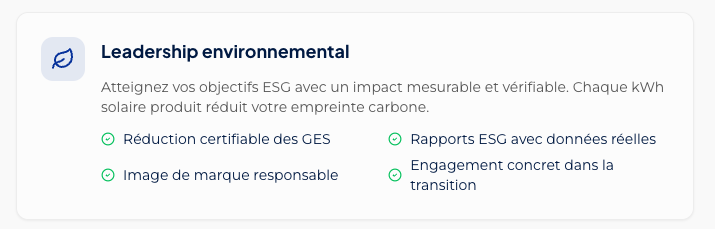 Leadership environnemental
Atteignez vos objectifs ESG avec un impact mesurable et vérifiable. Chaque kWh
solaire produit réduit votre empreinte carbone.
Réduction certifiable des GES
Rapports ESG avec données réelles
Image de marque responsable
Engagement concret dans la
transition